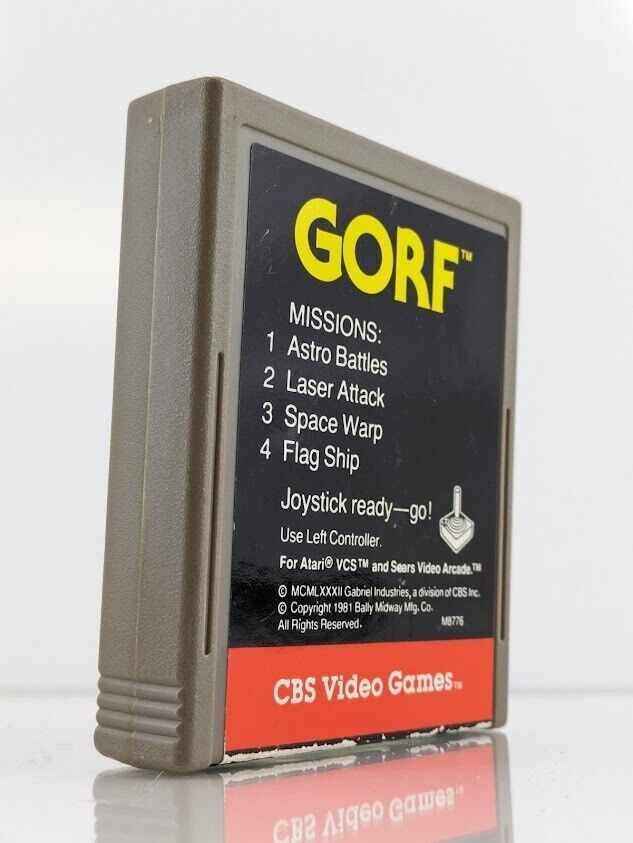 GORF™
MISSIONS:
1 Astro Battles
2 Laser Attack
3 Space Warp
4 Flag Ship
Joystick ready—go!
Use Left Controller.
For Atari® VCS™ and Sears Video Arcade.™
© MCMLXXXII Gabriel Industries, a division of CBS Inc.
© Copyright 1981 Bally Midway Mfg. Co.
All Rights Reserved. M8776
CBS Video Games™